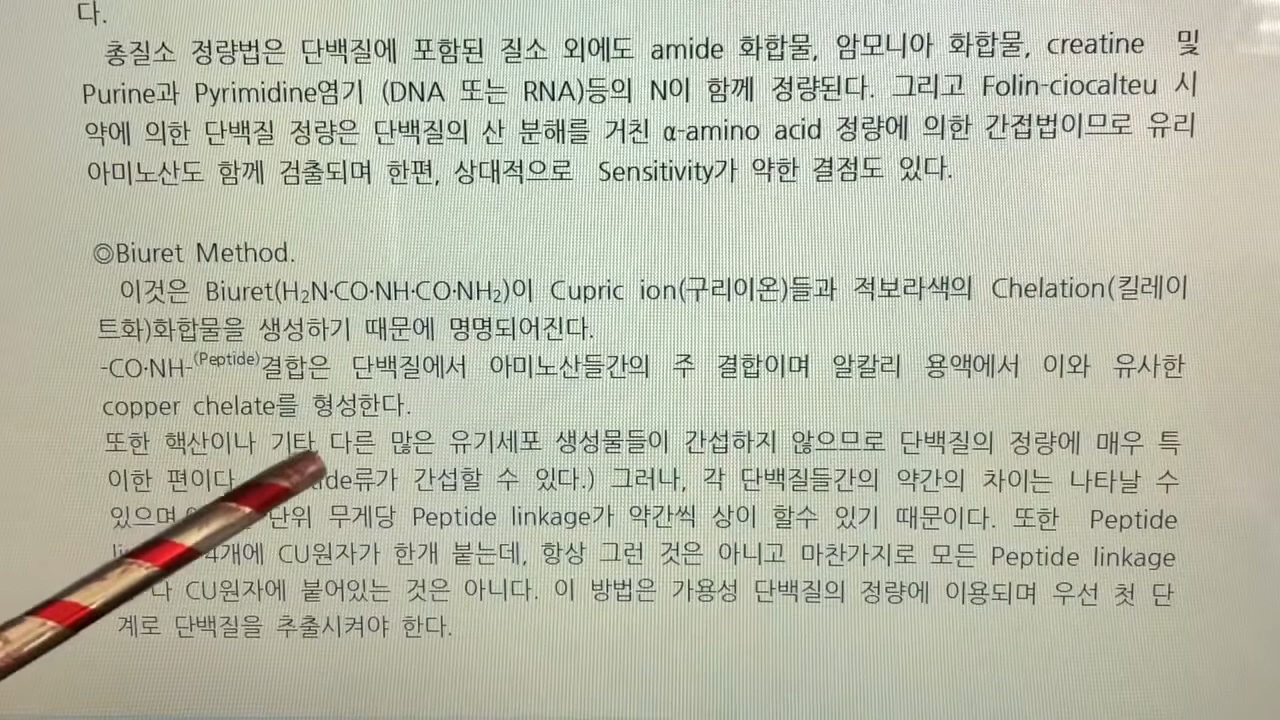 다.
총질소 정량법은 단백질에 포함된 질소 외에도 amide 화합물, 암모니아 화합물, creatine 및
Purine과 Pyrimidine염기 (DNA 또는 RNA)등의 N이 함께 정량된다. 그리고 Folin-ciocalteu 시
약에 의한 단백질 정량은 단백질의 산 분해를 거친 α-amino acid 정량에 의한 간접법이므로 유리
아미노산도 함께 검출되며 한편, 상대적으로 Sensitivity가 약한 결점도 있다.
◎Biuret Method.
이것은 Biuret(H₂N·CO·NH·CO·NH₂)이 Cupric ion(구리이온)들과 적보라색의 Chelation(킬레이
트화)화합물을 생성하기 때문에 명명되어진다.
-CO·NH-(Peptide)결합은 단백질에서 아미노산들간의 주 결합이며 알칼리 용액에서 이와 유사한
copper chelate를 형성한다.
또한 핵산이나 기타 다른 많은 유기세포 생성물들이 간섭하지 않으므로 단백질의 정량에 매우 특
이한 편이다 류가 간섭할 수 있다.) 그러나, 각 단백질들간의 약간의 차이는 나타날 수
있으며 단위 무게당 Peptide linkage가 약간씩 상이 할수 있기 때문이다. 또한 Peptide
4개에 CU원자가 한개 붙는데, 항상 그런 것은 아니고 마찬가지로 모든 Peptide linkage
CU원자에 붙어있는 것은 아니다. 이 방법은 가용성 단백질의 정량에 이용되며 우선 첫 단
계로 단백질을 추출시켜야 한다.